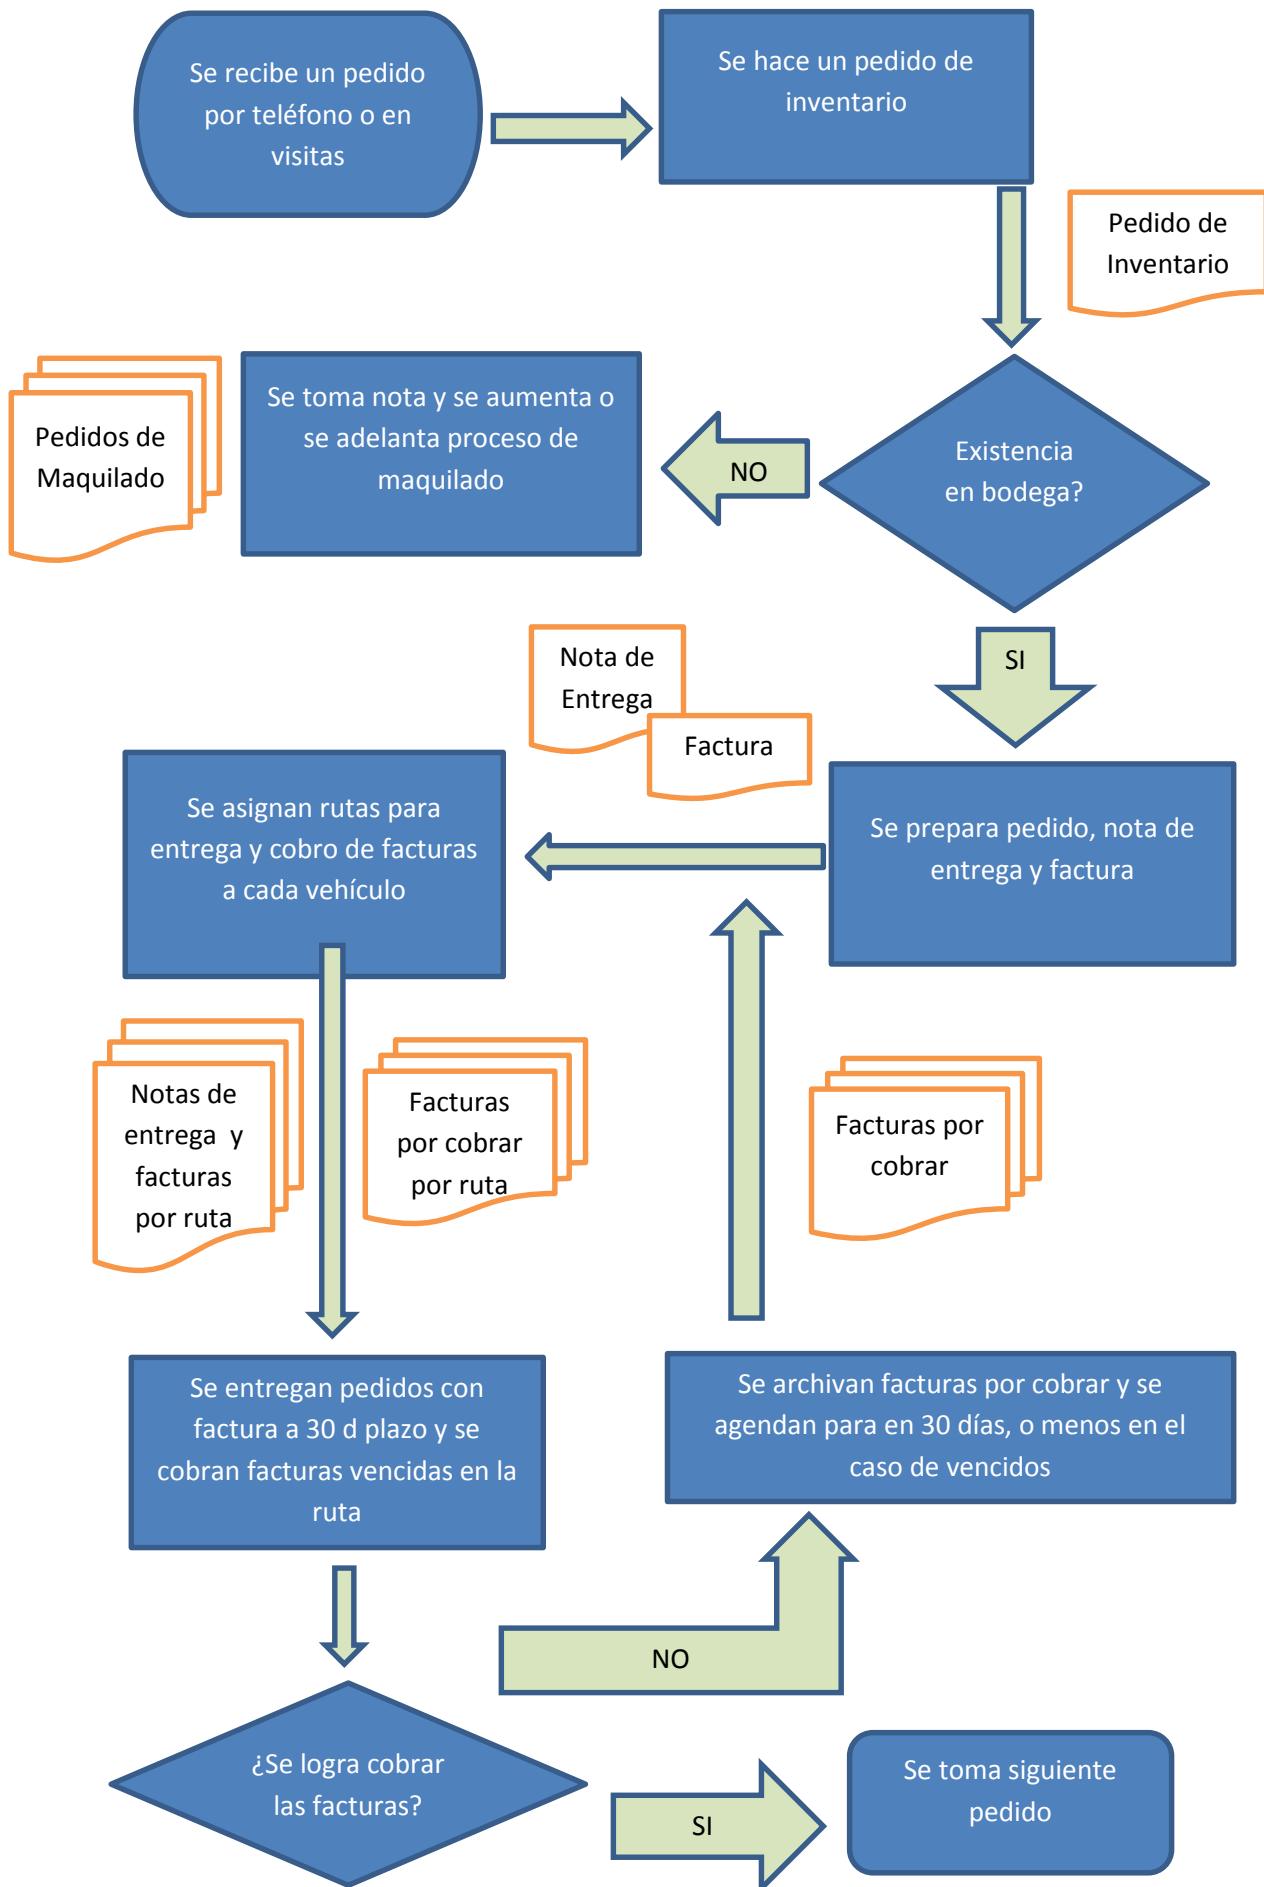 Se recibe un pedido
por teléfono o en
visitas
Se hace un pedido de
inventario
Pedido de
Inventario
Pedidos de
Maquilado
Se toma nota y se aumenta o
se adelanta proceso de
maquilado
NO
Existencia
en bodega?
SI
Nota de
Entrega
Factura
Se asignan rutas para
entrega y cobro de facturas
a cada vehículo
Se prepara pedido, nota de
entrega y factura
Notas de
entrega y
facturas
por ruta
Facturas
por cobrar
por ruta
Facturas por
cobrar
Se entregan pedidos con
factura a 30 d plazo y se
cobran facturas vencidas en la
ruta
Se archivan facturas por cobrar y se
agendan para en 30 días, o menos en el
caso de vencidos
NO
¿Se logra cobrar
las facturas?
SI
Se toma siguiente
pedido